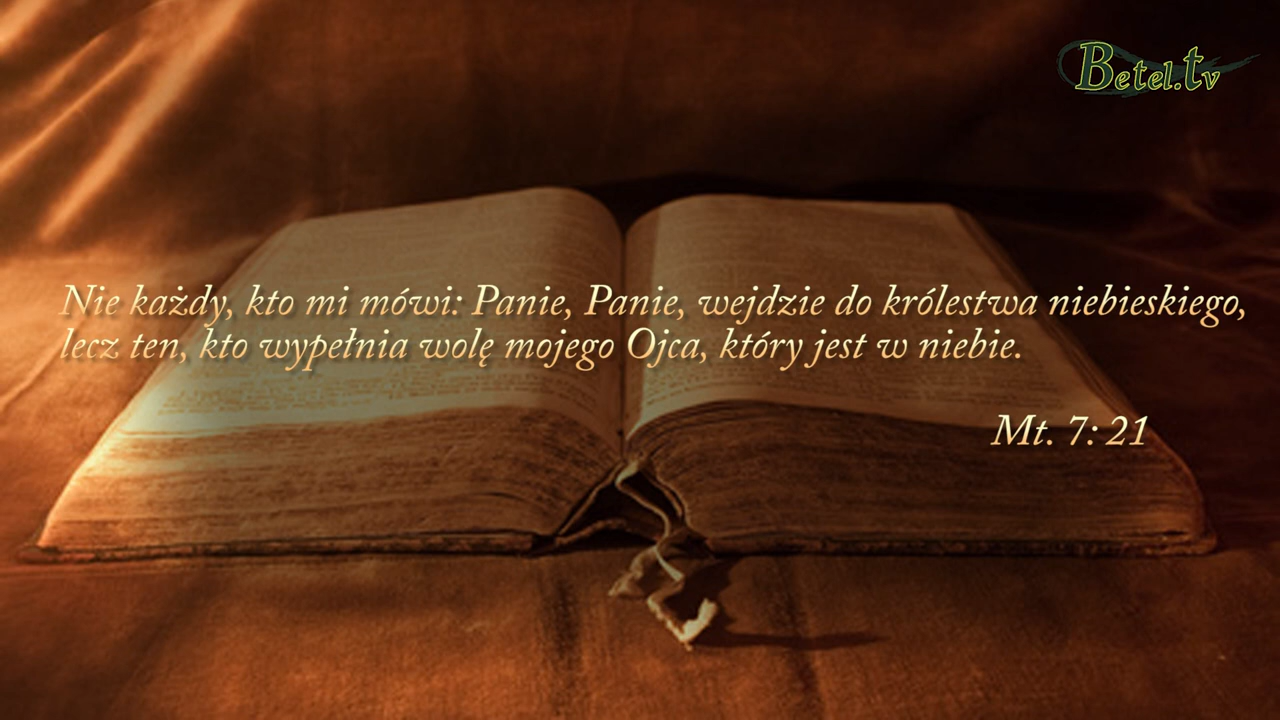 Betel.tv
Nie każdy, kto mi mówi: Panie, Panie, wejdzie do królestwa niebieskiego,
lecz ten, kto wypełnia wolę mojego Ojca, który jest w niebie.
Mt. 7: 21